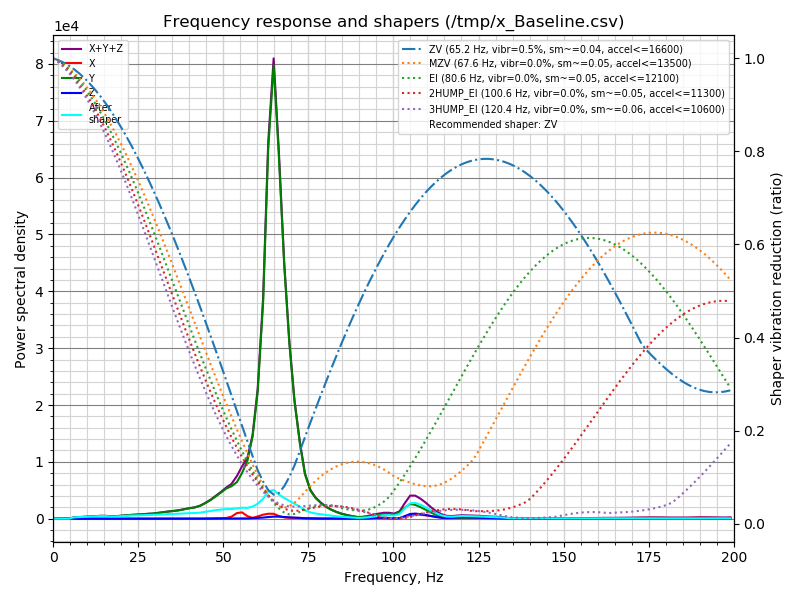 Frequency response and shapers (/tmp/x_Baseline.csv)
1e4
X+Y+Z
X
Y
Z
After
shaper
ZV (65.2 Hz, vibr=0.5%, sm~=0.04, accel<=16600)
MZV (67.6 Hz, vibr=0.0%, sm~=0.05, accel<=13500)
EI (80.6 Hz, vibr=0.0%, sm~=0.05, accel<=12100)
2HUMP_EI (100.6 Hz, vibr=0.0%, sm~=0.05, accel<=11300)
3HUMP_EI (120.4 Hz, vibr=0.0%, sm~=0.06, accel<=10600)
Recommended shaper: ZV
8
7
6
5
4
3
2
1
0
Power spectral density
1.0
0.8
0.6
0.4
0.2
0.0
Shaper vibration reduction (ratio)
0 25 50 75 100 125 150 175 200
Frequency, Hz